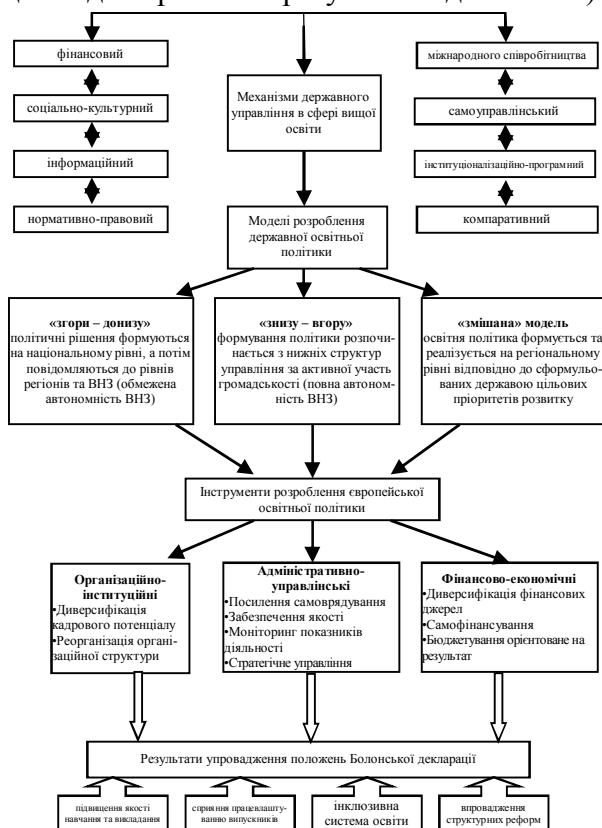 фінансовий
соціально-культурний
інформаційний
нормативно-правовий
Механізми державного
управління в сфері вищої
освіти
міжнародного співробітництва
самоуправлінський
інституціоналізаційно-програмний
компаративний
Моделі розроблення
державної освітньої
політики
«згори – донизу»
політичні рішення формуються
на національному рівні, а потім
повідомляються до рівнів
регіонів та ВНЗ (обмежена
автономність ВНЗ)
«знизу – вгору»
формування політики розпочи-
нається з нижніх структур
управління за активної участь
громадськості (повна автоном-
ність ВНЗ)
«змішана» модель
освітня політика формується та
реалізується на регіональному
рівні відповідно до сформульо-
ваних державою цільових
пріоритетів розвитку
Інструменти розроблення європейської
освітньої політики
Організаційно-
інституційні
•Диверсифікація
кадрового потенціалу
•Реорганізація органі-
заційної структури
Адміністративно-
управлінські
•Посилення самоврядування
•Забезпечення якості
•Моніторинг показників
діяльності
•Стратегічне управління
Фінансово-економічні
•Диверсифікація фінансових
джерел
•Самофінансування
•Бюджетування орієнтоване на
результат
Результати упровадження положень Болонської декларації
підвищення якості
навчання та викладання
сприяння працевлашту-
ванню випускників
інклюзивна
система освіти
впровадження
структурних реформ